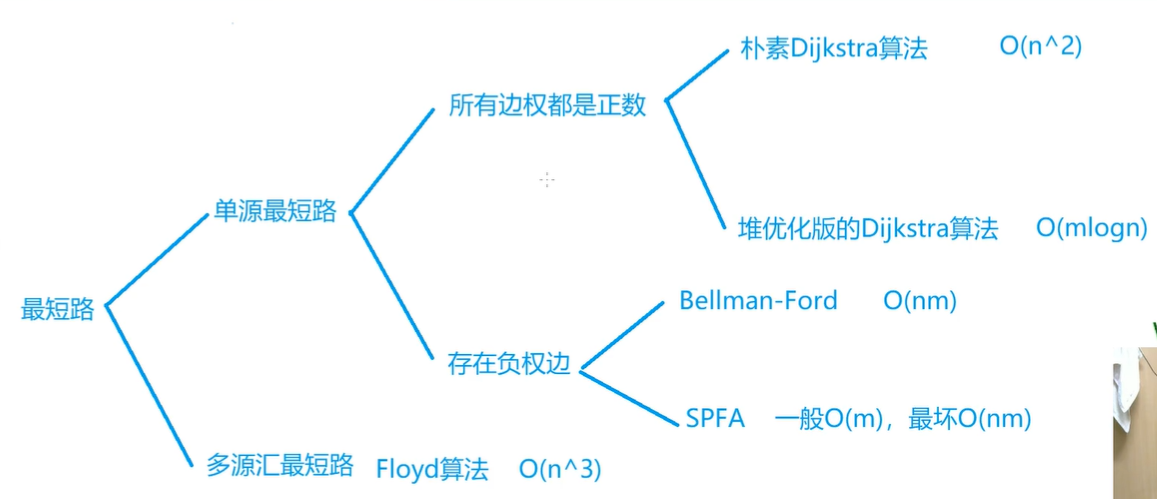 朴素Dijkstra算法 O(n^2)
所有边权都是正数
单源最短路
堆优化版的Dijkstra算法 O(mlogn)
最短路
Bellman-Ford O(nm)
存在负权边
SPFA 一般O(m)，最坏O(nm)
多源汇最短路 Floyd算法 O(n^3)